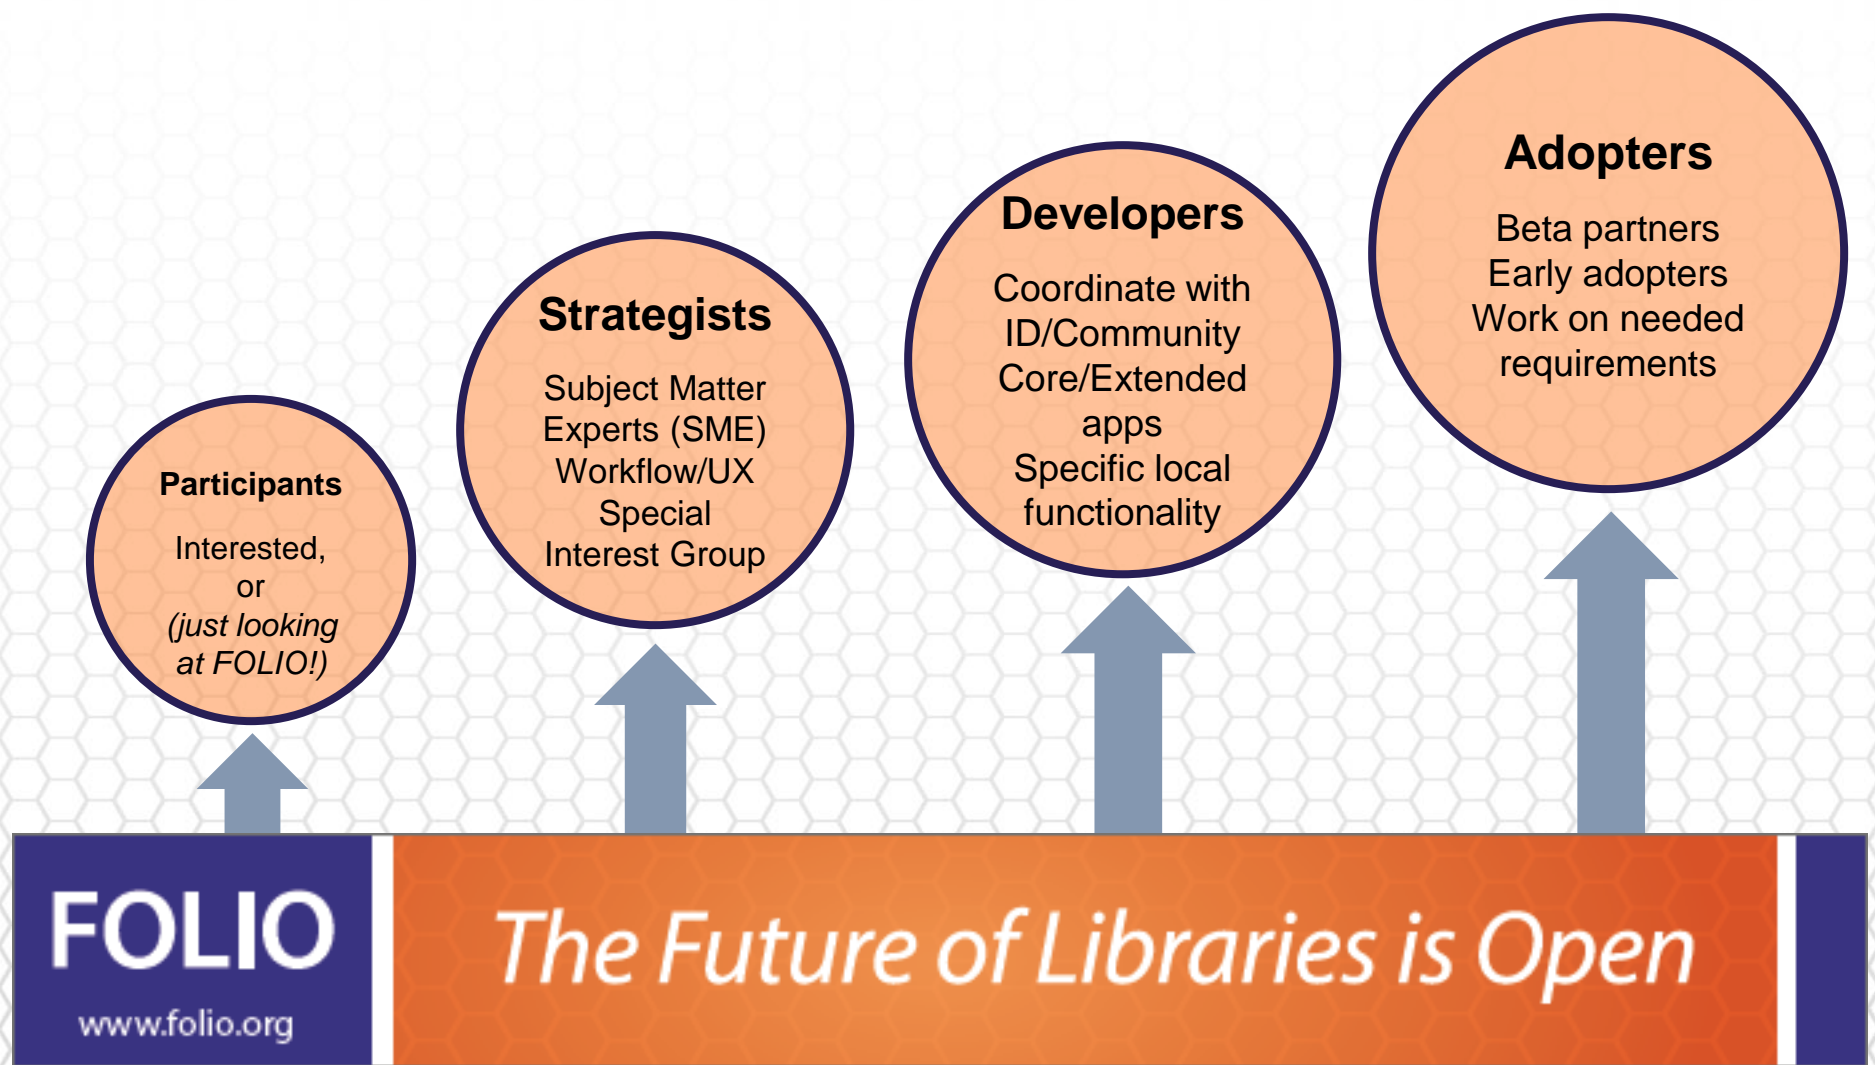 Participants
Interested,
or
(just looking
at FOLIO!)
Strategists
Subject Matter
Experts (SME)
Workflow/UX
Special
Interest Group
Developers
Coordinate with
ID/Community
Core/Extended
apps
Specific local
functionality
Adopters
Beta partners
Early adopters
Work on needed
requirements
FOLIO
www.folio.org
The Future of Libraries is Open